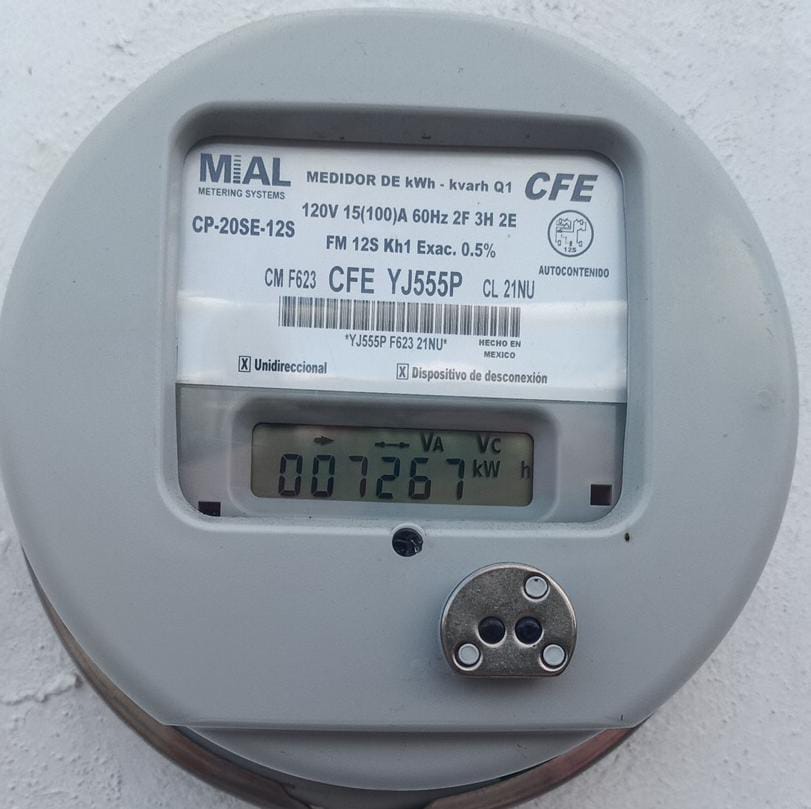 MIAL
METERING SYSTEMS
MEDIDOR DE kWh - kvarh Q1
CFE
CP-20SE-12S
120V 15(100)A 60Hz 2F 3H 2E
FM 12S Kh1 Exac. 0.5%
12S
AUTOCONTENIDO
CM F623 CFE YJ555P CL 21NU
*YJ555P F623 21NU*
HECHO EN
MEXICO
X Unidireccional
X Dispositivo de desconexión
VA VC
007267 kW h